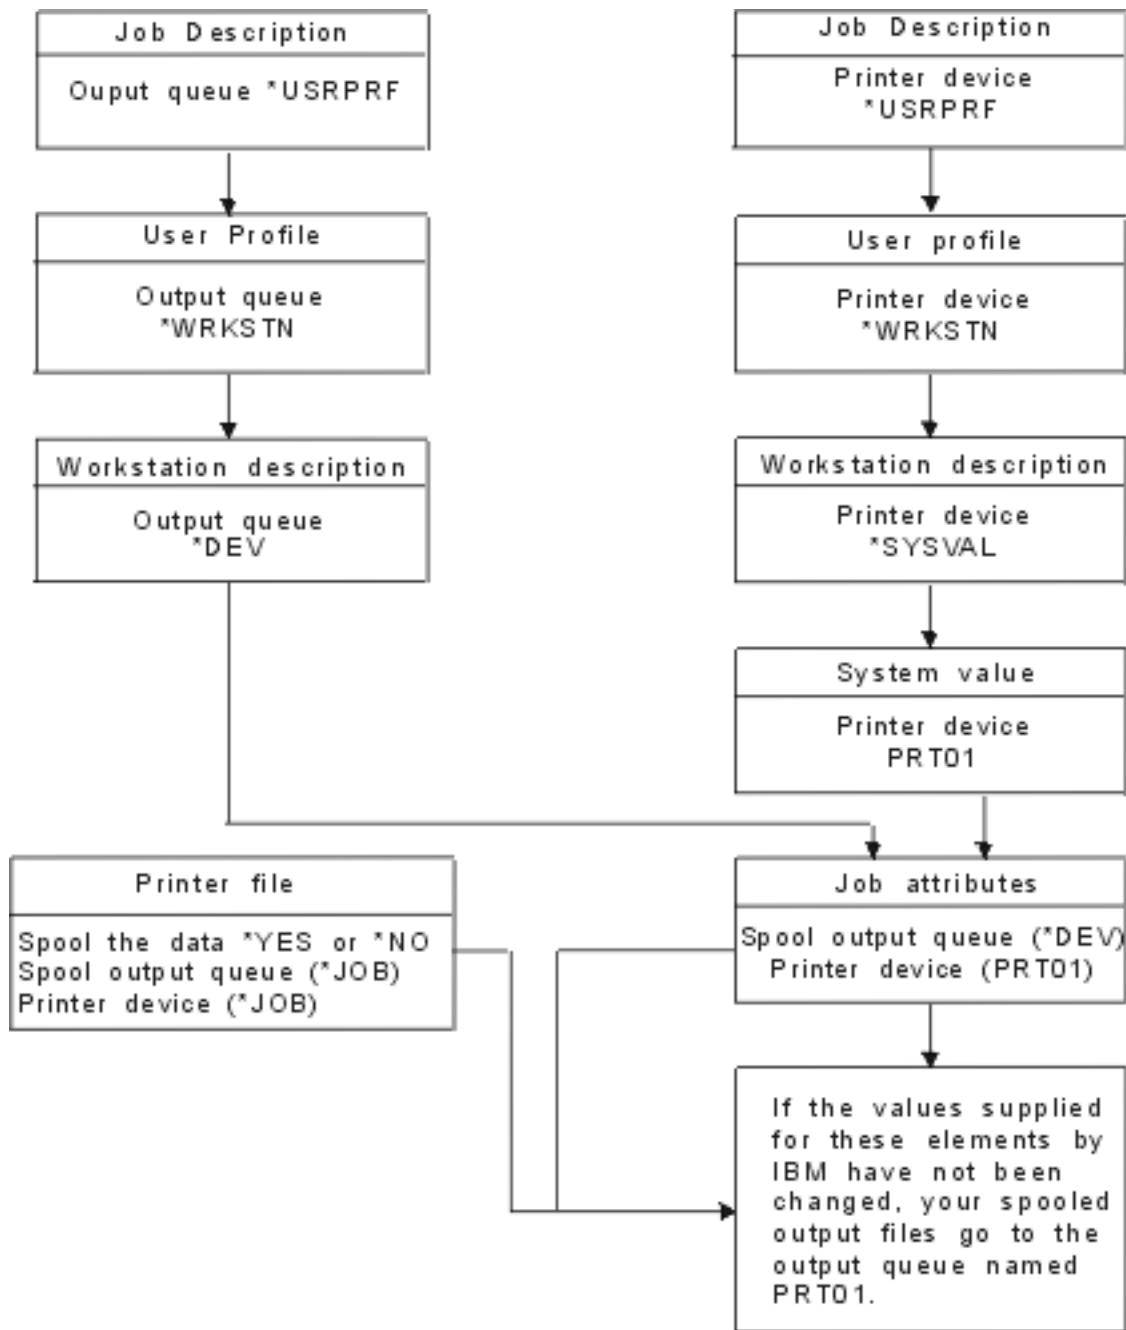 Job Description
Ouput queue *USRPRF
User Profile
Output queue
*WRKSTN
Workstation description
Output queue
*DEV
Job Description
Printer device
*USRPRF
User profile
Printer device
*WRKSTN
Workstation description
Printer device
*SYSVAL
System value
Printer device
PRT01
Printer file
Spool the data *YES or *NO
Spool output queue (*JOB)
Printer device (*JOB)
Job attributes
Spool output queue (*DEV)
Printer device (PRT01)
If the values supplied
for these elements by
IBM have not been
changed, your spooled
output files go to the
output queue named
PRT01.